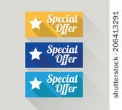 Special
Offer
Special
Offer
Special
Offer
shutterstock · 206413291